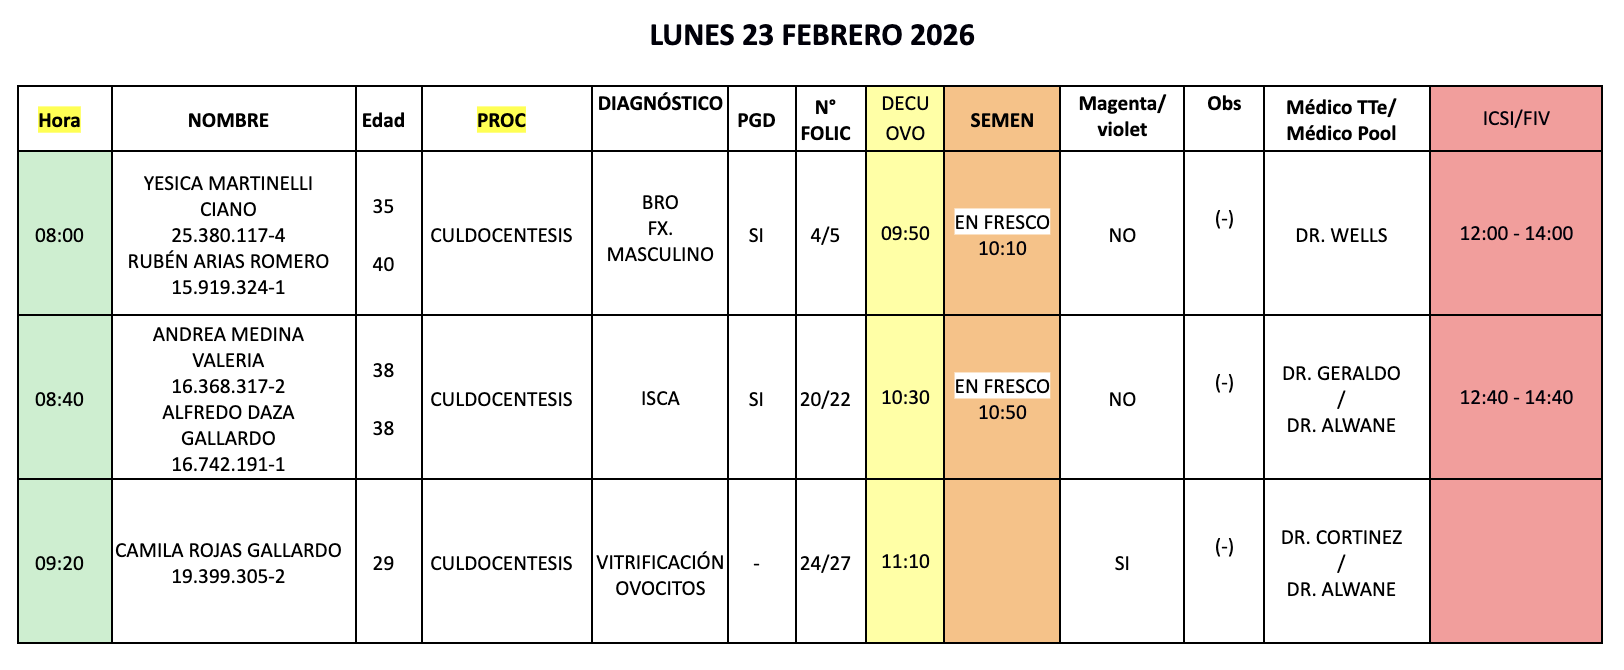 LUNES 23 FEBRERO 2026
Hora
NOMBRE
Edad
PROC
DIAGNÓSTICO
PGD
N°
FOLIC
DECU
OVO
SEMEN
Magenta/
violet
Obs
Médico TTe/
Médico Pool
ICSI/FIV
08:00
YESICA MARTINELLI
CIANO
25.380.117-4
RUBÉN ARIAS ROMERO
15.919.324-1
35
40
CULDOCENTESIS
BRO
FX.
MASCULINO
SI
4/5
09:50
EN FRESCO
10:10
NO
(-)
DR. WELLS
12:00 - 14:00
08:40
ANDREA MEDINA
VALERIA
16.368.317-2
ALFREDO DAZA
GALLARDO
16.742.191-1
38
38
CULDOCENTESIS
ISCA
SI
20/22
10:30
EN FRESCO
10:50
NO
(-)
DR. GERALDO
/
DR. ALWANE
12:40 - 14:40
09:20
CAMILA ROJAS GALLARDO
19.399.305-2
29
CULDOCENTESIS
VITRIFICACIÓN
OVOCITOS
-
24/27
11:10
SI
(-)
DR. CORTINEZ
/
DR. ALWANE